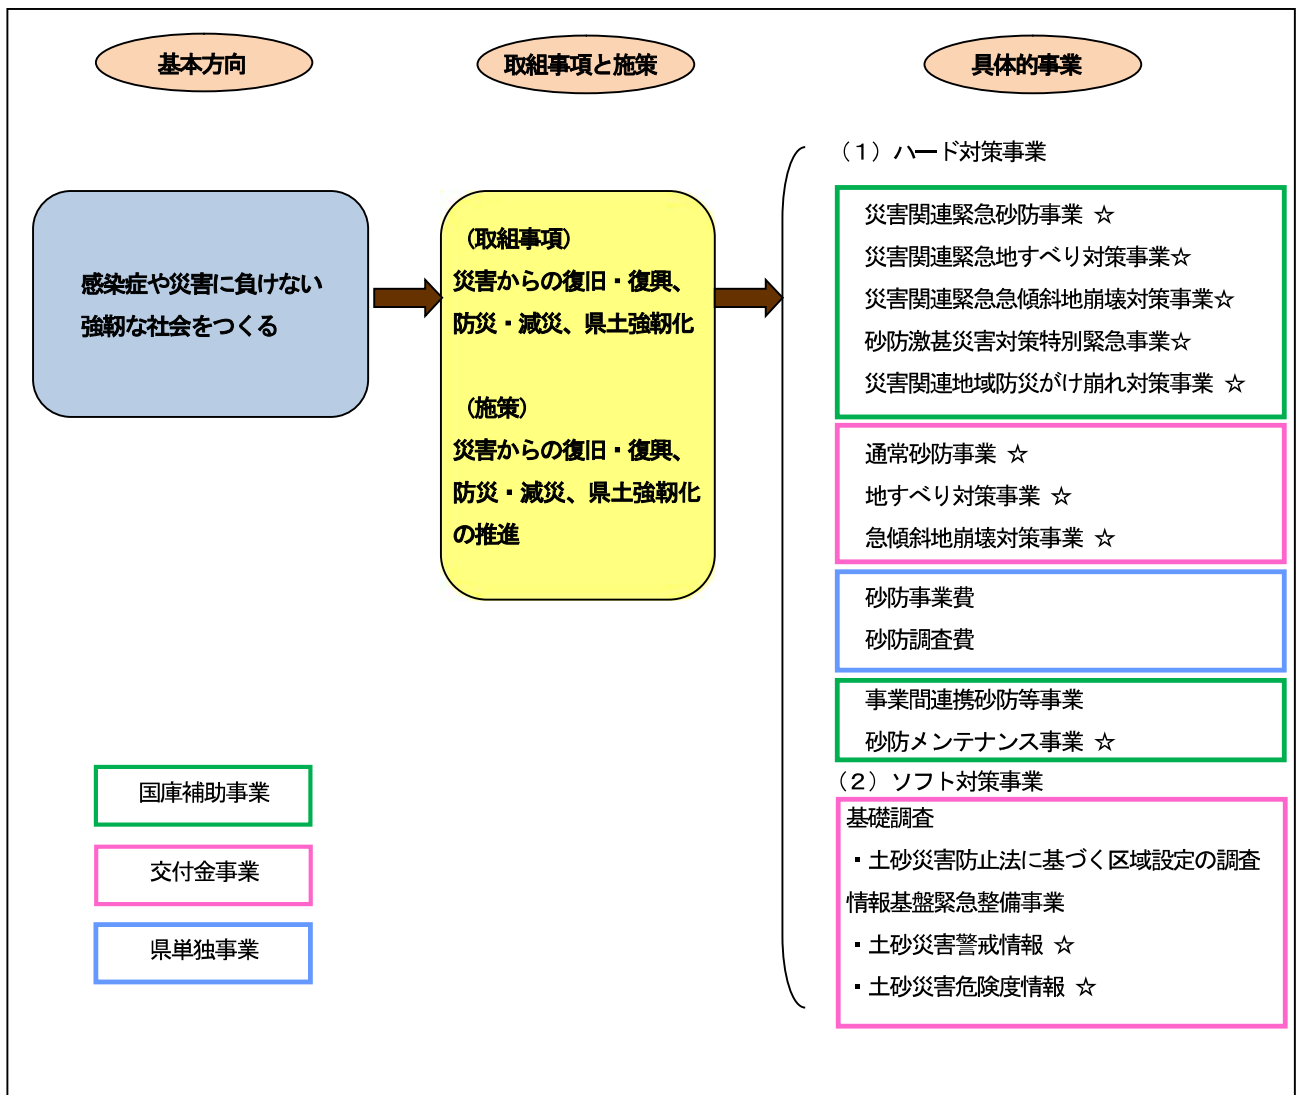 基本方向
取組事項と施策
具体的事業
感染症や災害に負けない
強靭な社会をつくる
（取組事項）
災害からの復旧・復興、
防災・減災、県土強靭化
（施策）
災害からの復旧・復興、
防災・減災、県土強靭化
の推進
（１）ハード対策事業
災害関連緊急砂防事業 ☆
災害関連緊急地すべり対策事業☆
災害関連緊急急傾斜地崩壊対策事業☆
砂防激甚災害対策特別緊急事業☆
災害関連地域防災がけ崩れ対策事業 ☆
通常砂防事業 ☆
地すべり対策事業 ☆
急傾斜地崩壊対策事業 ☆
砂防事業費
砂防調査費
事業間連携砂防等事業
砂防メンテナンス事業 ☆
（２）ソフト対策事業
基礎調査
・土砂災害防止法に基づく区域設定の調査
情報基盤緊急整備事業
・土砂災害警戒情報 ☆
・土砂災害危険度情報 ☆
国庫補助事業
交付金事業
県単独事業